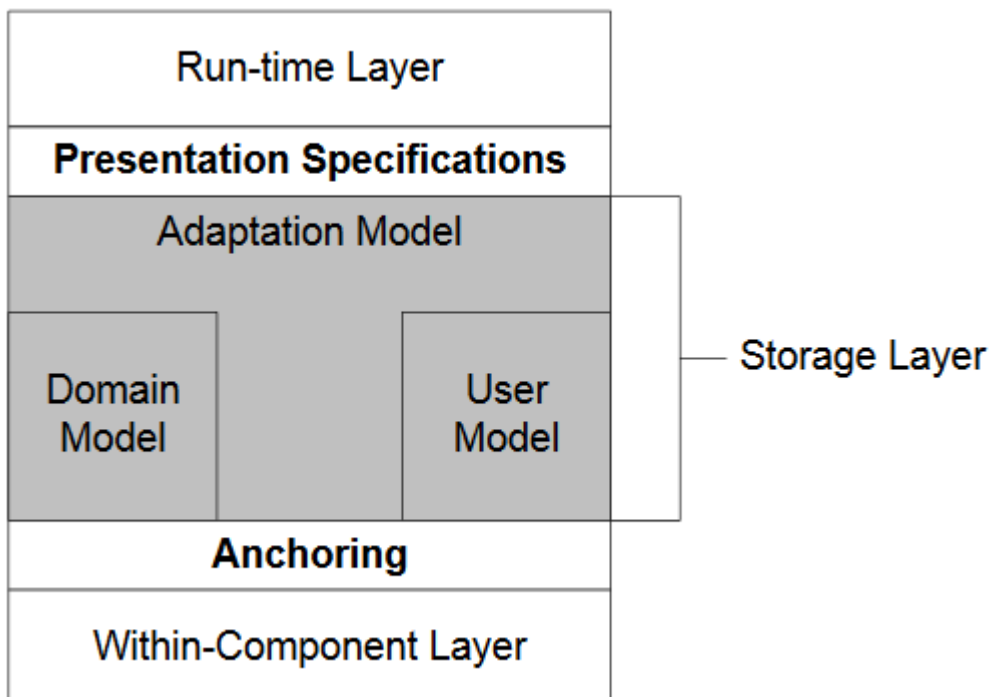 Run-time Layer
Presentation Specifications
Adaptation Model
Storage Layer
Domain
Model
User
Model
Anchoring
Within-Component Layer